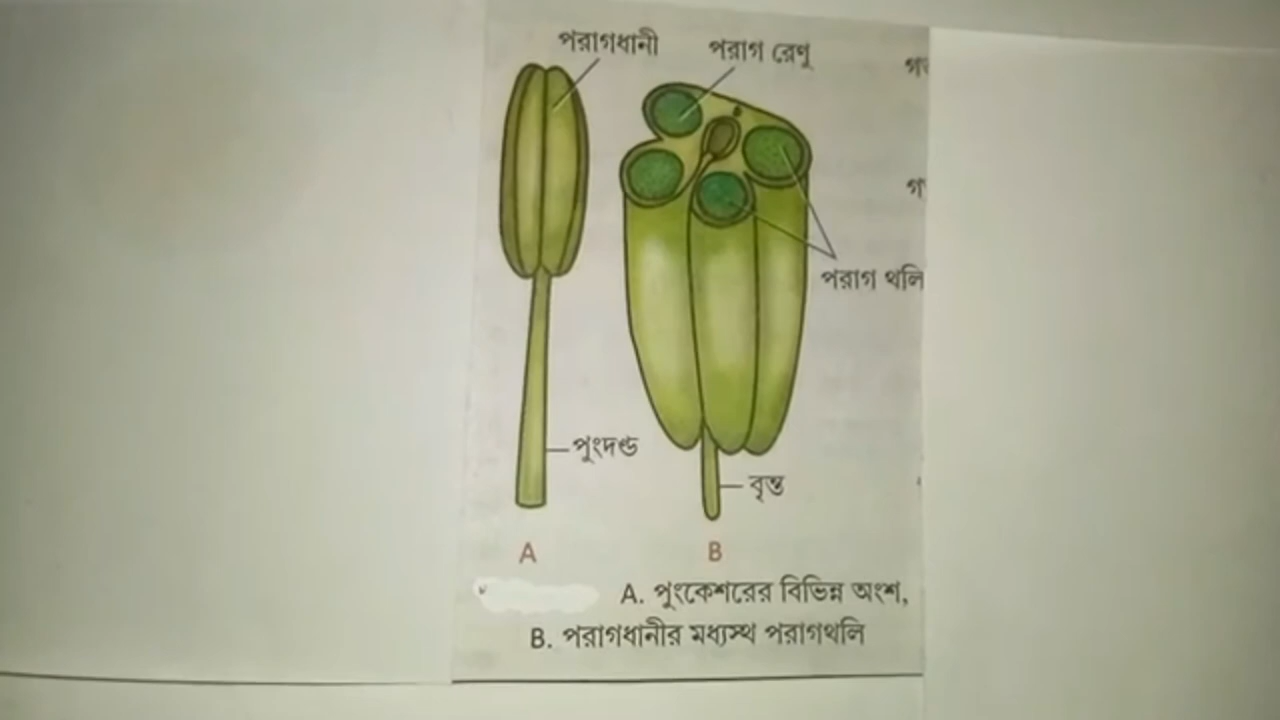 পরাগধানী
পরাগ রেণু
পরাগ থলি
পুংদণ্ড
বৃন্ত
A
B
A. পুংকেশরের বিভিন্ন অংশ,
B. পরাগধানীর মধ্যস্থ পরাগথলি